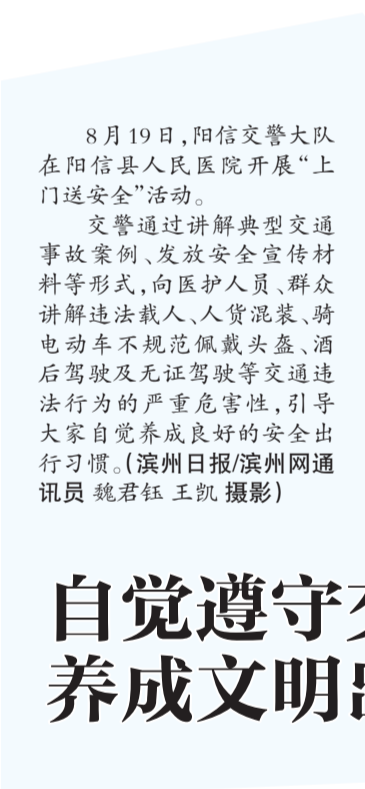 8月19日，阳信交警大队
在阳信县人民医院开展“上
门送安全”活动。
交警通过讲解典型交通
事故案例、发放安全宣传材
料等形式，向医护人员、群众
讲解违法载人、人货混装、骑
电动车不规范佩戴头盔、酒
后驾驶及无证驾驶等交通违
法行为的严重危害性，引导
大家自觉养成良好的安全出
行习惯。（滨州日报/滨州网通
讯员 魏君钰 王凯 摄影）
自觉遵守
养成文明